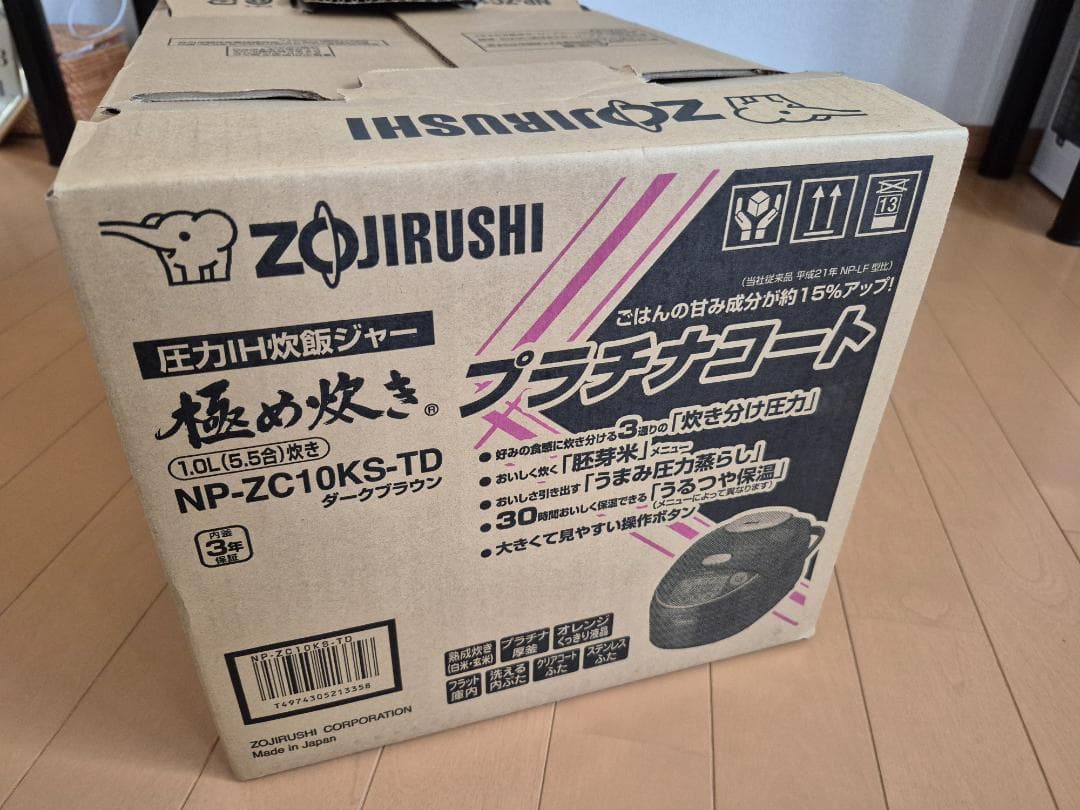 ZOJIRUSHI
ZOJIRUSHI
圧力IH炊飯ジャー
極め炊き®
1.0L(5.5合)炊き
NP-ZC10KS-TD
ダークブラウン
内釜
3年
保証
13
(当社従来品 平成21年 NP-LF 型比)
ごはんの甘み成分が約15%アップ!
プラチナコート
●好みの食感に炊き分ける3通りの「炊き分け圧力」
●おいしく炊く「胚芽米」メニュー
●おいしさ引き出す「うまみ圧力蒸らし」
●30時間おいしく保温できる「うるつや保温」
(メニューによって異なります)
●大きくて見やすい操作ボタン
熟成炊き
(白米・玄米)
プラチナ
厚釜
オレンジ
くっきり液晶
フラット
庫内
洗える
内ぶた
クリアコート
ふた
ステンレス
ふた
NP-ZC10KS-TD
T4974305213358
ZOJIRUSHI CORPORATION
Made in Japan